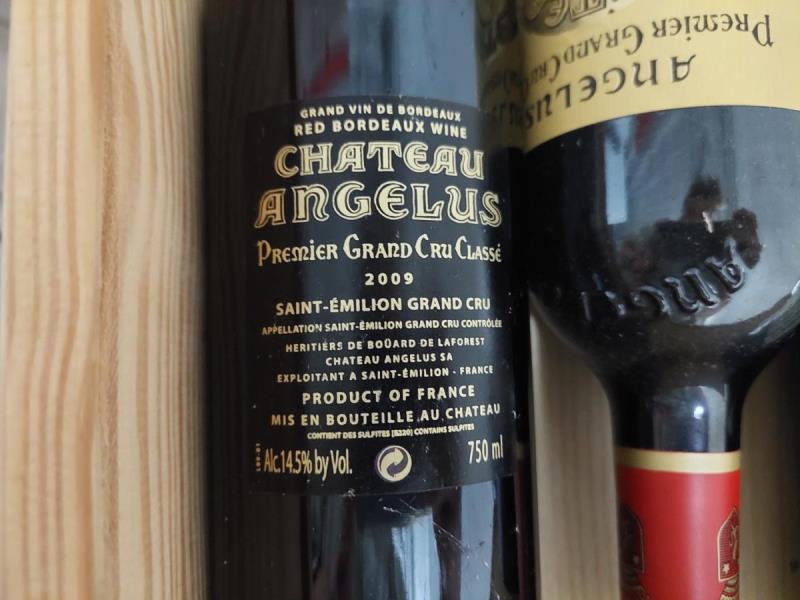 GRAND VIN DE BORDEAUX
RED BORDEAUX WINE
CHATEAU
ANGELUS
PREMIER GRAND CRU CLASSÉ
2009
SAINT-ÉMILION GRAND CRU
APPELLATION SAINT-ÉMILION GRAND CRU CONTRÔLÉE
HERITIERS DE BOÜARD DE LAFOREST
CHATEAU ANGELUS SA
EXPLOITANT A SAINT-ÉMILION - FRANCE
PRODUCT OF FRANCE
MIS EN BOUTEILLE AU CHATEAU
CONTIENT DES SULFITES [E220] CONTAINS SULFITES
Alc.14.5% by Vol.
750 ml
PREMIER GRAND CRU
ANGELUS
ANG